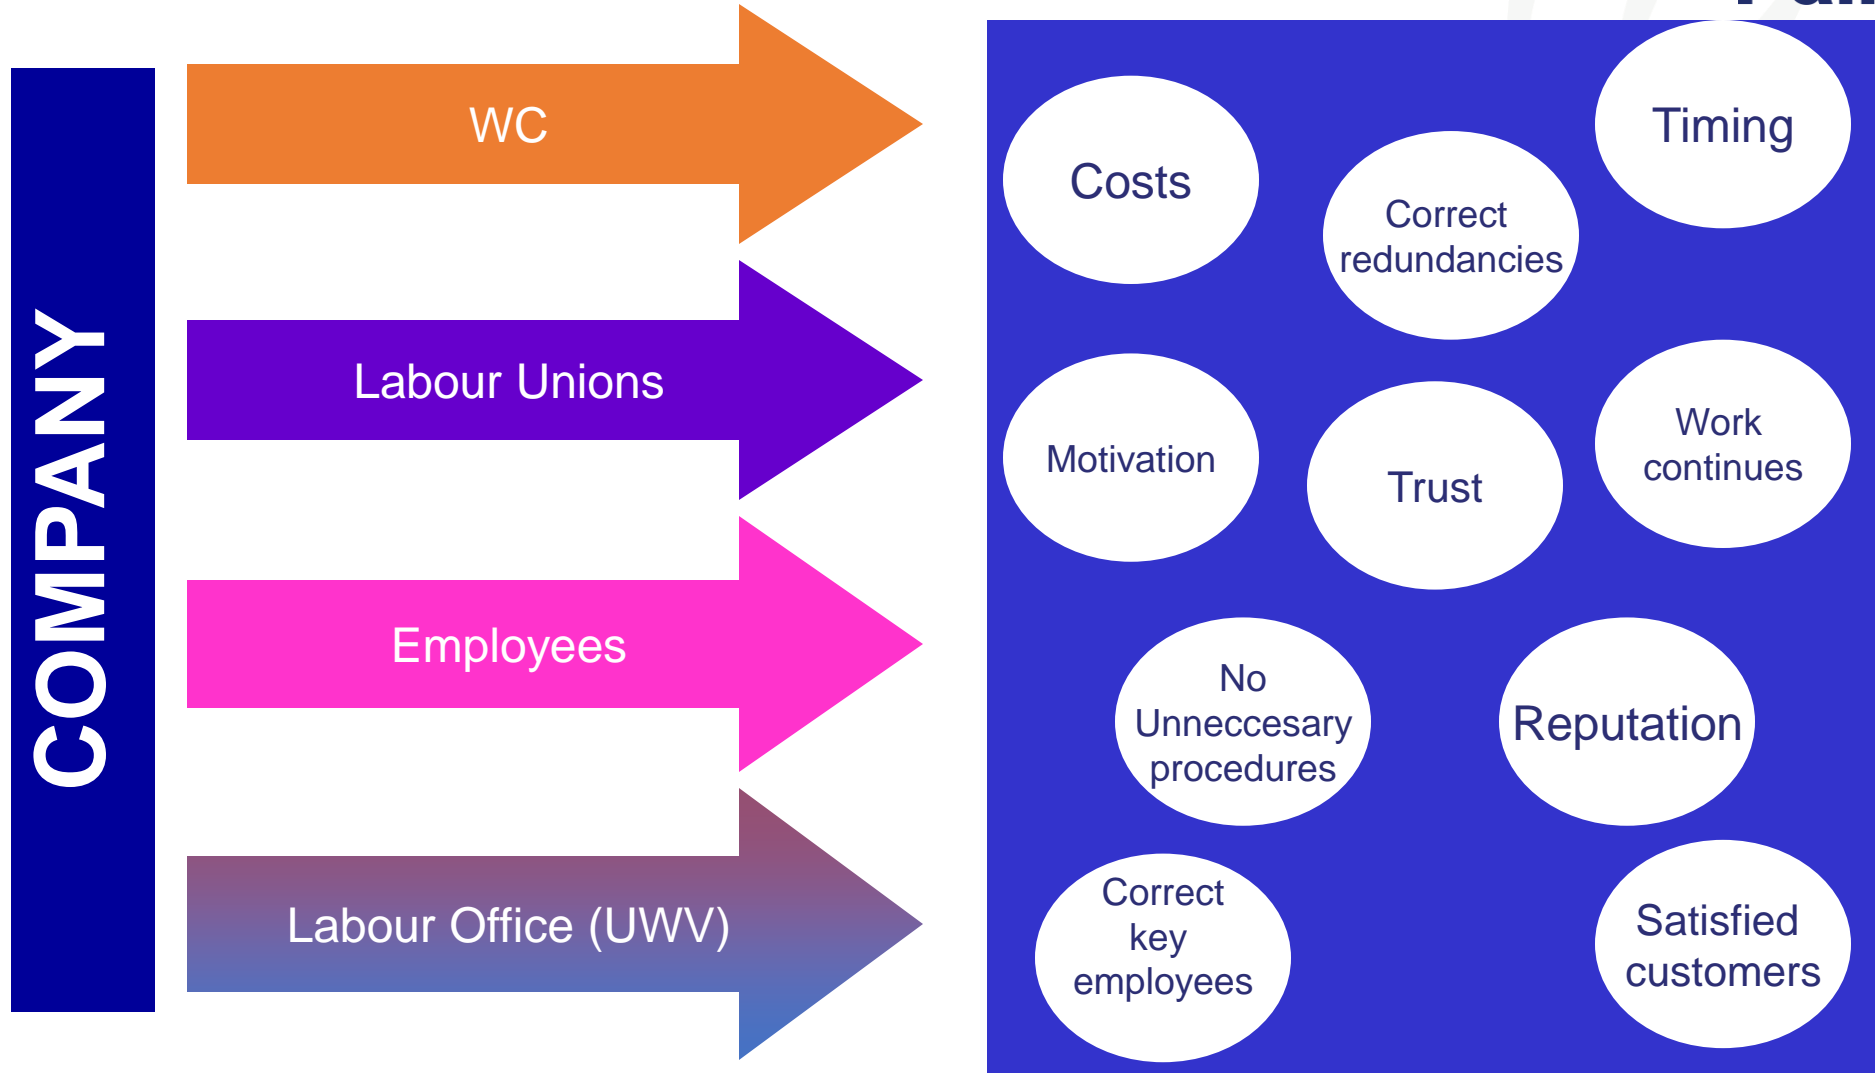 COMPANY
WC
Labour Unions
Employees
Labour Office (UWV)
Timing
Costs
Correct
redundancies
Motivation
Trust
Work
continues
No
Unneccesary
procedures
Reputation
Correct
key
employees
Satisfied
customers